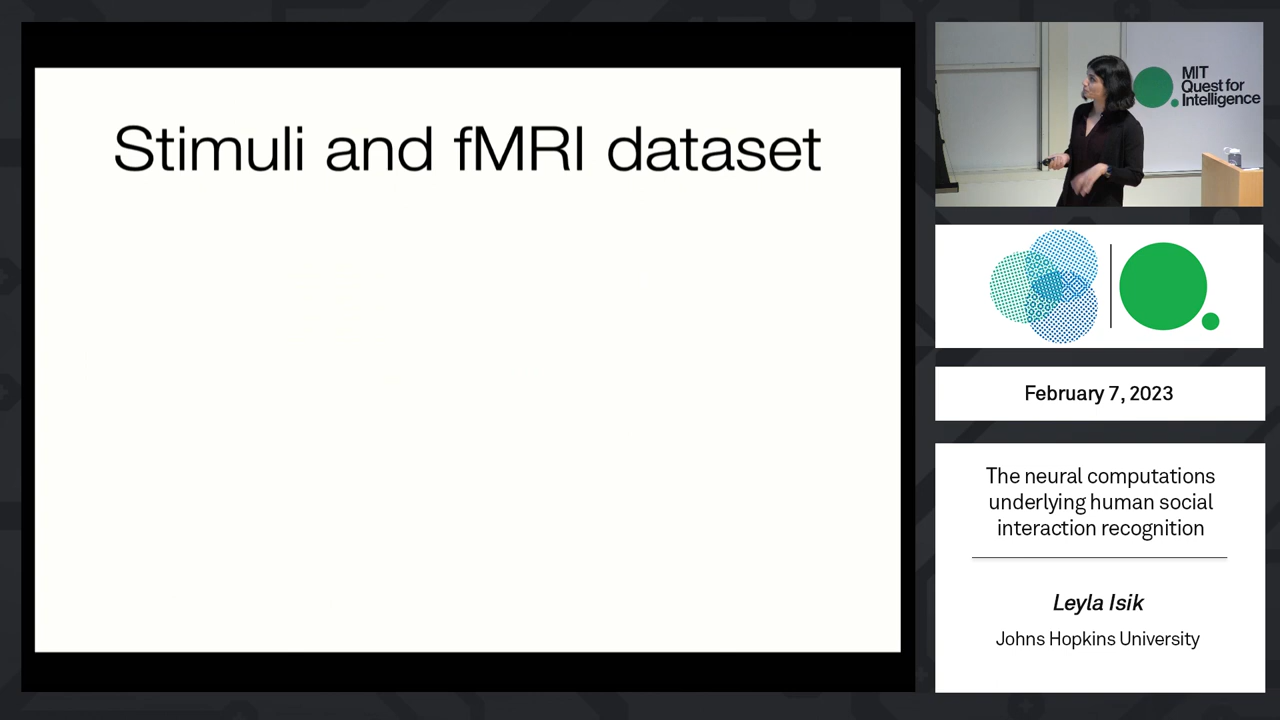 Stimuli and fMRI dataset
MIT
Quest for
Intelligence
February 7, 2023
The neural computations
underlying human social
interaction recognition
Leyla Isik
Johns Hopkins University